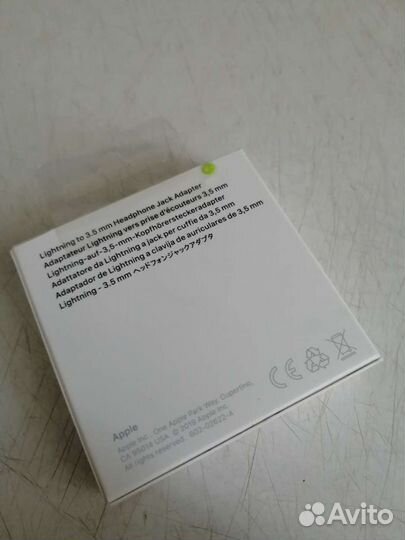 Lightning to 3.5 mm Headphone Jack Adapter
Adaptateur Lightning vers prise d'écouteurs 3,5 mm
Lightning-auf-3,5-mm-Kopfhörersteckeradapter
Adattatore da Lightning a jack per cuffie da 3,5 mm
Adaptador de Lightning a clavija de auriculares de 3,5 mm
Lightning - 3.5 mm ヘッドフォンジャックアダプタ
Apple
Apple Inc., One Apple Park Way, Cupertino,
CA 95014 USA. © 2019 Apple Inc.
All rights reserved. 602-02622-A
CE
Avito